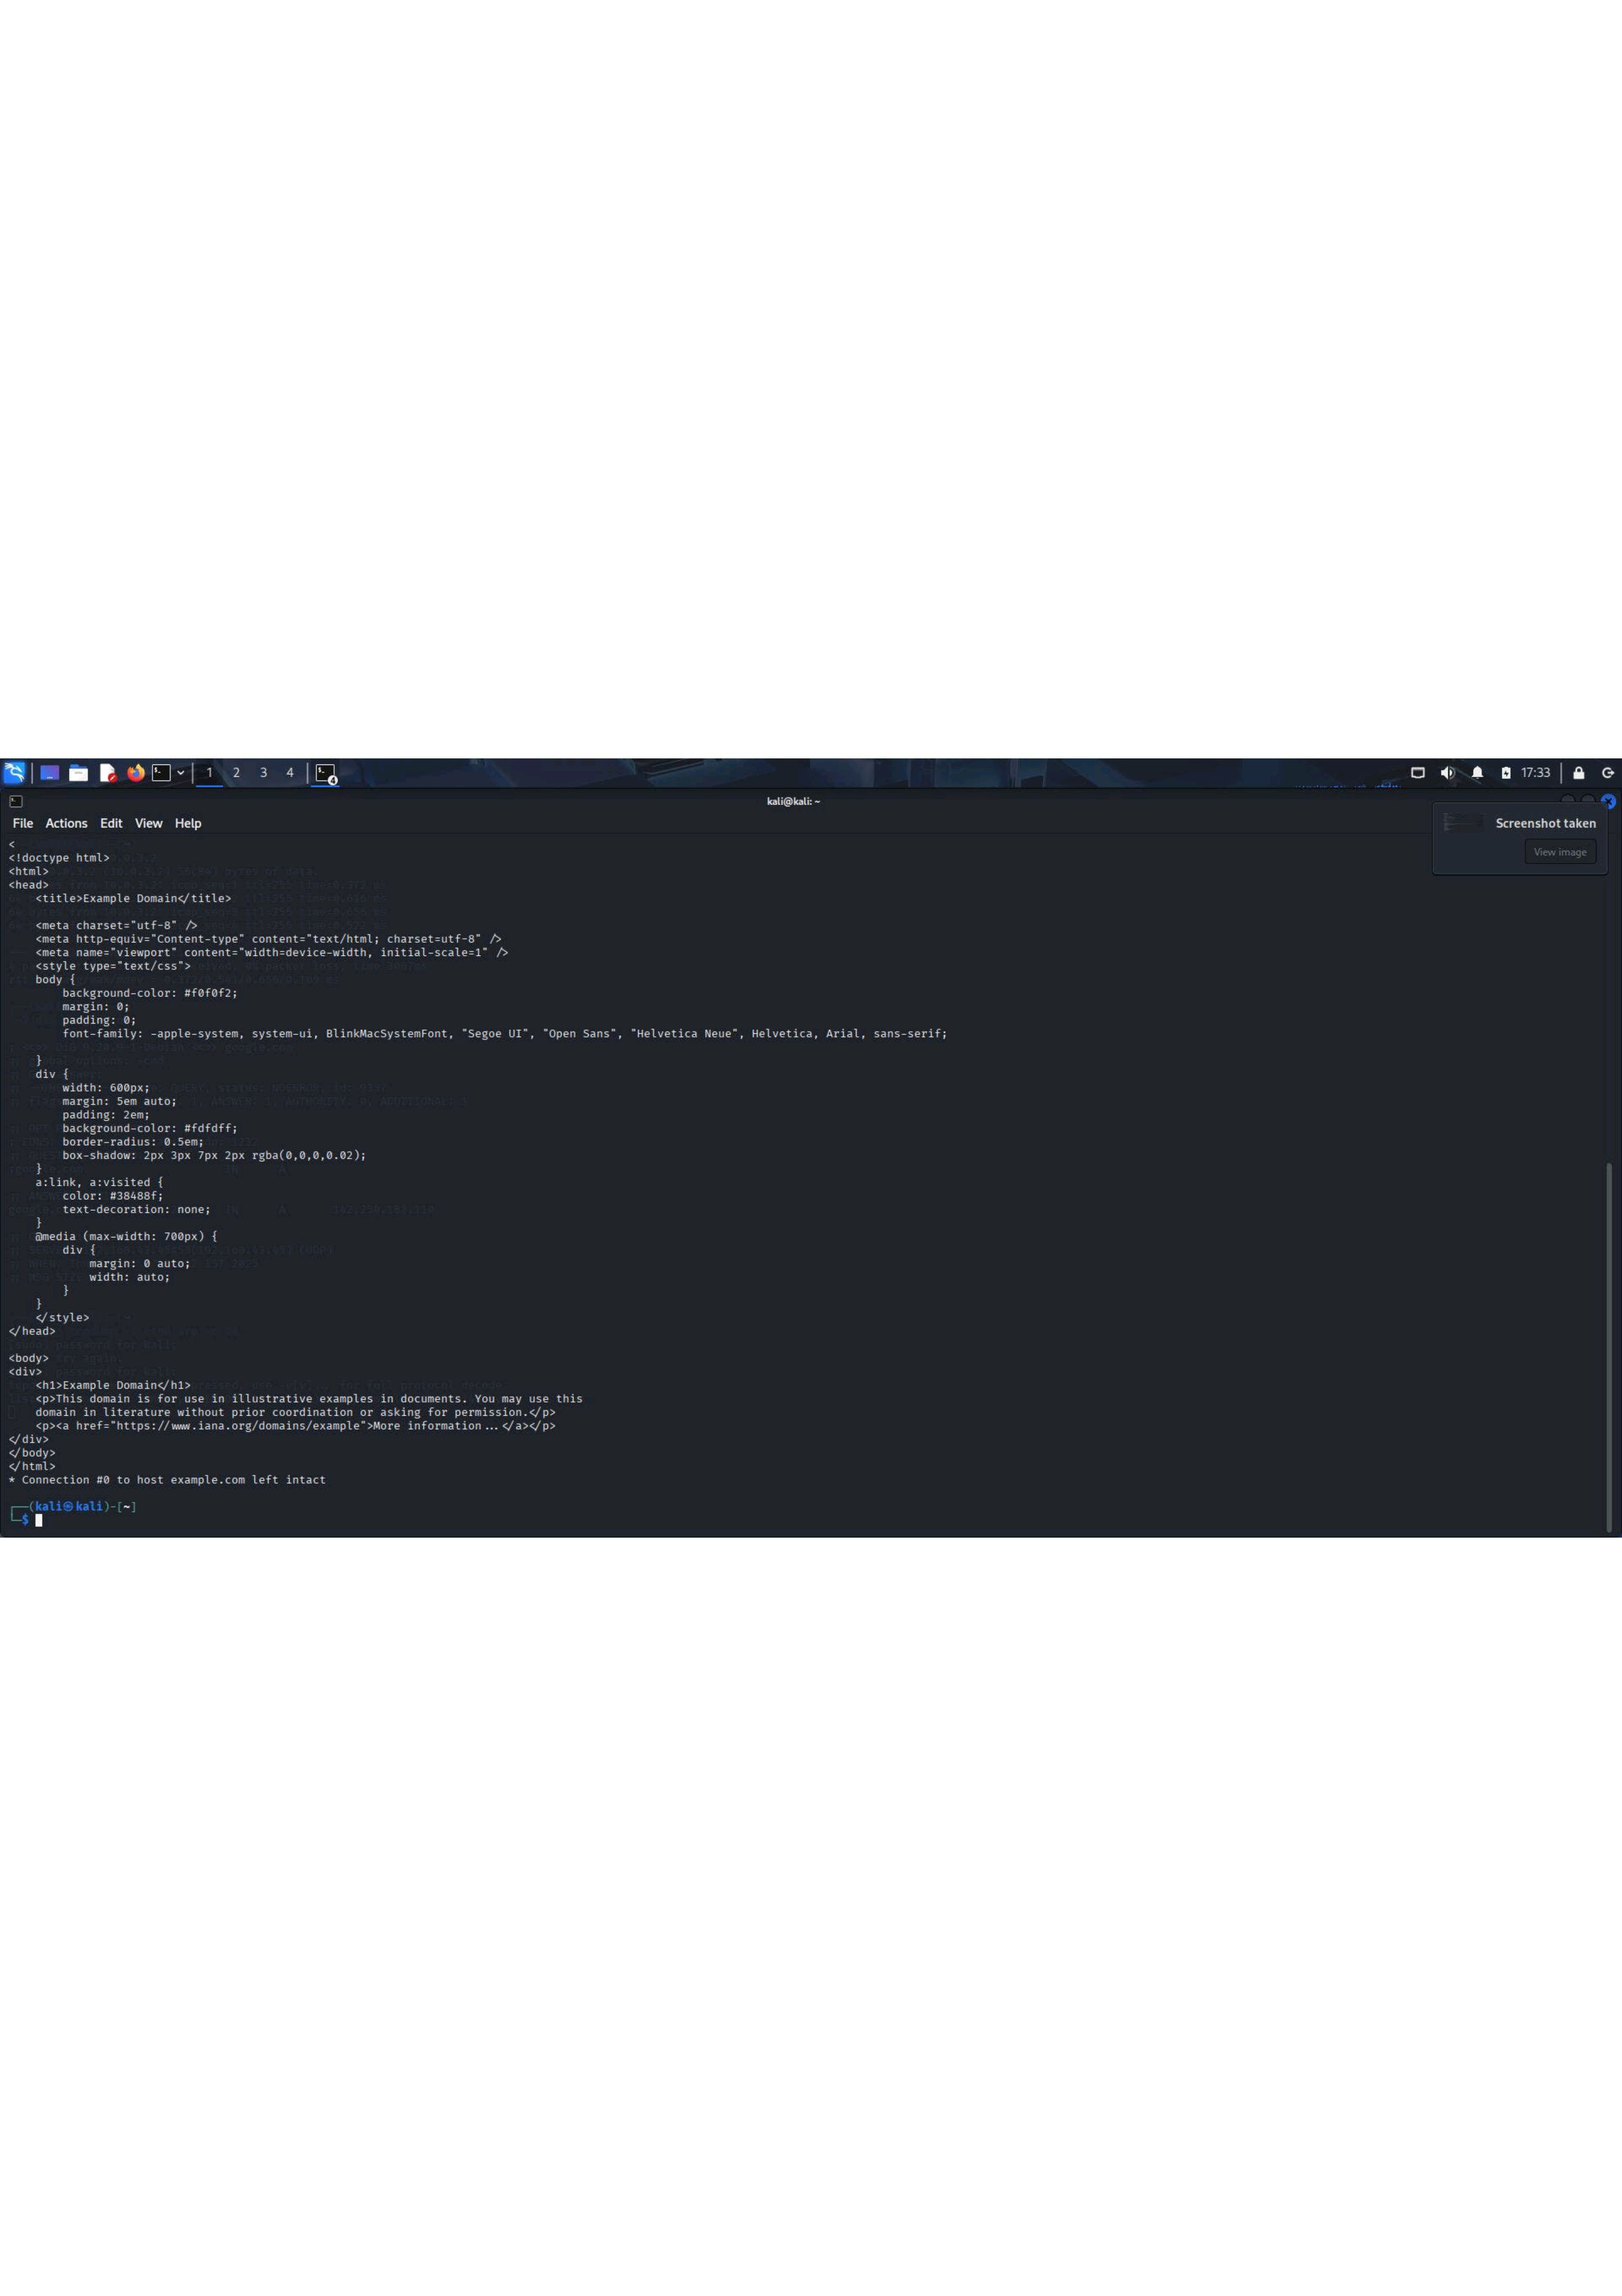 1 2 3 4 4 17:33
kali@kali: ~
File Actions Edit View Help
Screenshot taken
View image
<
<!doctype html>
<html>
<head>
    <title>Example Domain</title>

    <meta charset="utf-8" />
    <meta http-equiv="Content-type" content="text/html; charset=utf-8" />
    <meta name="viewport" content="width=device-width, initial-scale=1" />
    <style type="text/css">
    body {
        background-color: #f0f0f2;
        margin: 0;
        padding: 0;
        font-family: -apple-system, system-ui, BlinkMacSystemFont, "Segoe UI", "Open Sans", "Helvetica Neue", Helvetica, Arial, sans-serif;

    }
    div {
        width: 600px;
        margin: 5em auto;
        padding: 2em;
        background-color: #fdfdff;
        border-radius: 0.5em;
        box-shadow: 2px 3px 7px 2px rgba(0,0,0,0.02);
    }
    a:link, a:visited {
        color: #38488f;
        text-decoration: none;
    }
    @media (max-width: 700px) {
        div {
            margin: 0 auto;
            width: auto;
        }
    }
    </style>
</head>

<body>
<div>
    <h1>Example Domain</h1>
    <p>This domain is for use in illustrative examples in documents. You may use this
    domain in literature without prior coordination or asking for permission.</p>
    <p><a href="https://www.iana.org/domains/example">More information...</a></p>
</div>
</body>
</html>
* Connection #0 to host example.com left intact

┌──(kali㉿kali)-[~]
└─$